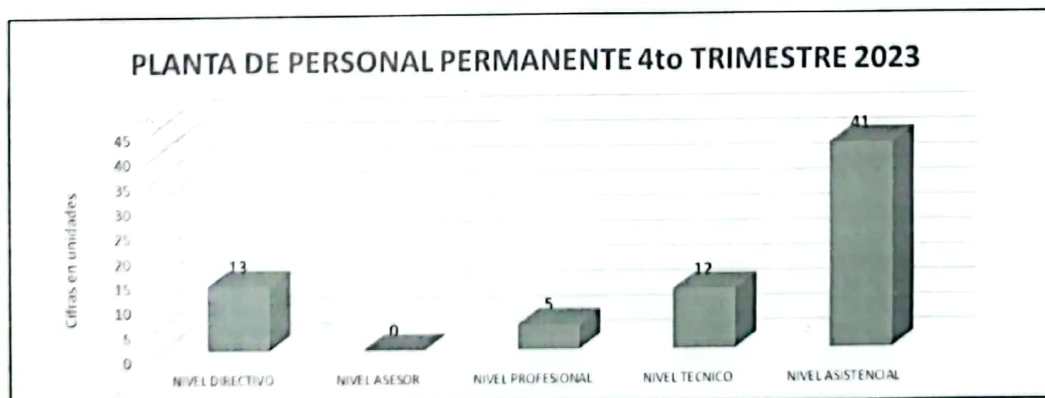 PLANTA DE PERSONAL PERMANENTE 4to TRIMESTRE 2023
Cifras en unidades
45
40
35
30
25
20
15
10
5
0
13
0
5
12
41
NIVEL DIRECTIVO
NIVEL ASESOR
NIVEL PROFESIONAL
NIVEL TECNICO
NIVEL ASISTENCIAL